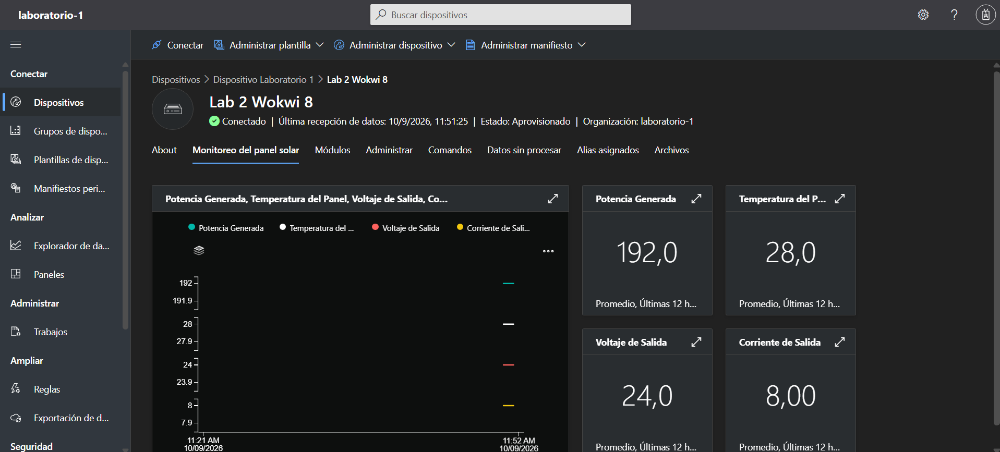 laboratorio-1
Buscar dispositivos
Conectar
Administrar plantilla
Administrar dispositivo
Administrar manifiesto
Conectar
Dispositivos
Grupos de dispo...
Plantillas de disp...
Manifiestos peri...
Analizar
Explorador de da...
Paneles
Administrar
Trabajos
Ampliar
Reglas
Exportación de d...
Seguridad
Dispositivos > Dispositivo Laboratorio 1 > Lab 2 Wokwi 8
Lab 2 Wokwi 8
Conectado | Última recepción de datos: 10/9/2026, 11:51:25 | Estado: Aprovisionado | Organización: laboratorio-1
About Monitoreo del panel solar Módulos Administrar Comandos Datos sin procesar Alias asignados Archivos
Potencia Generada, Temperatura del Panel, Voltaje de Salida, Co...
Potencia Generada Temperatura del ... Voltaje de Salida Corriente de Sali...
192
191.9
28
27.9
24
23.9
8
7.9
11:21 AM
10/09/2026
11:52 AM
10/09/2026
Potencia Generada
192,0
Promedio, Últimas 12 h...
Temperatura del P...
28,0
Promedio, Últimas 12 h...
Voltaje de Salida
24,0
Promedio, Últimas 12 h...
Corriente de Salida
8,00
Promedio, Últimas 12 h...